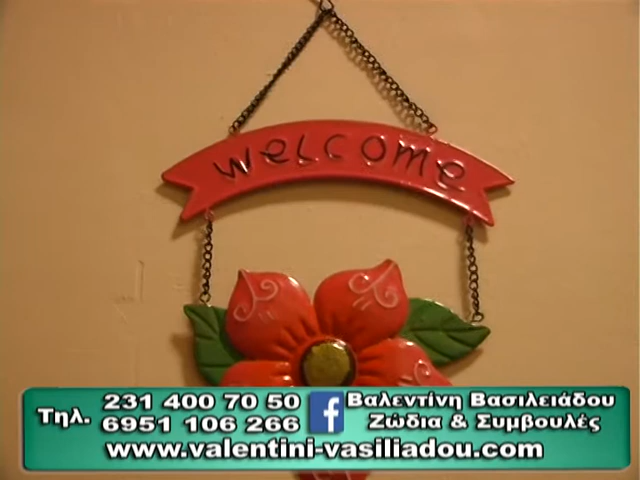 welcome
Τηλ. 231 400 70 50
6951 106 266
f Βαλεντίνη Βασιλειάδου
Ζώδια & Συμβουλές
www.valentini-vasiliadou.com